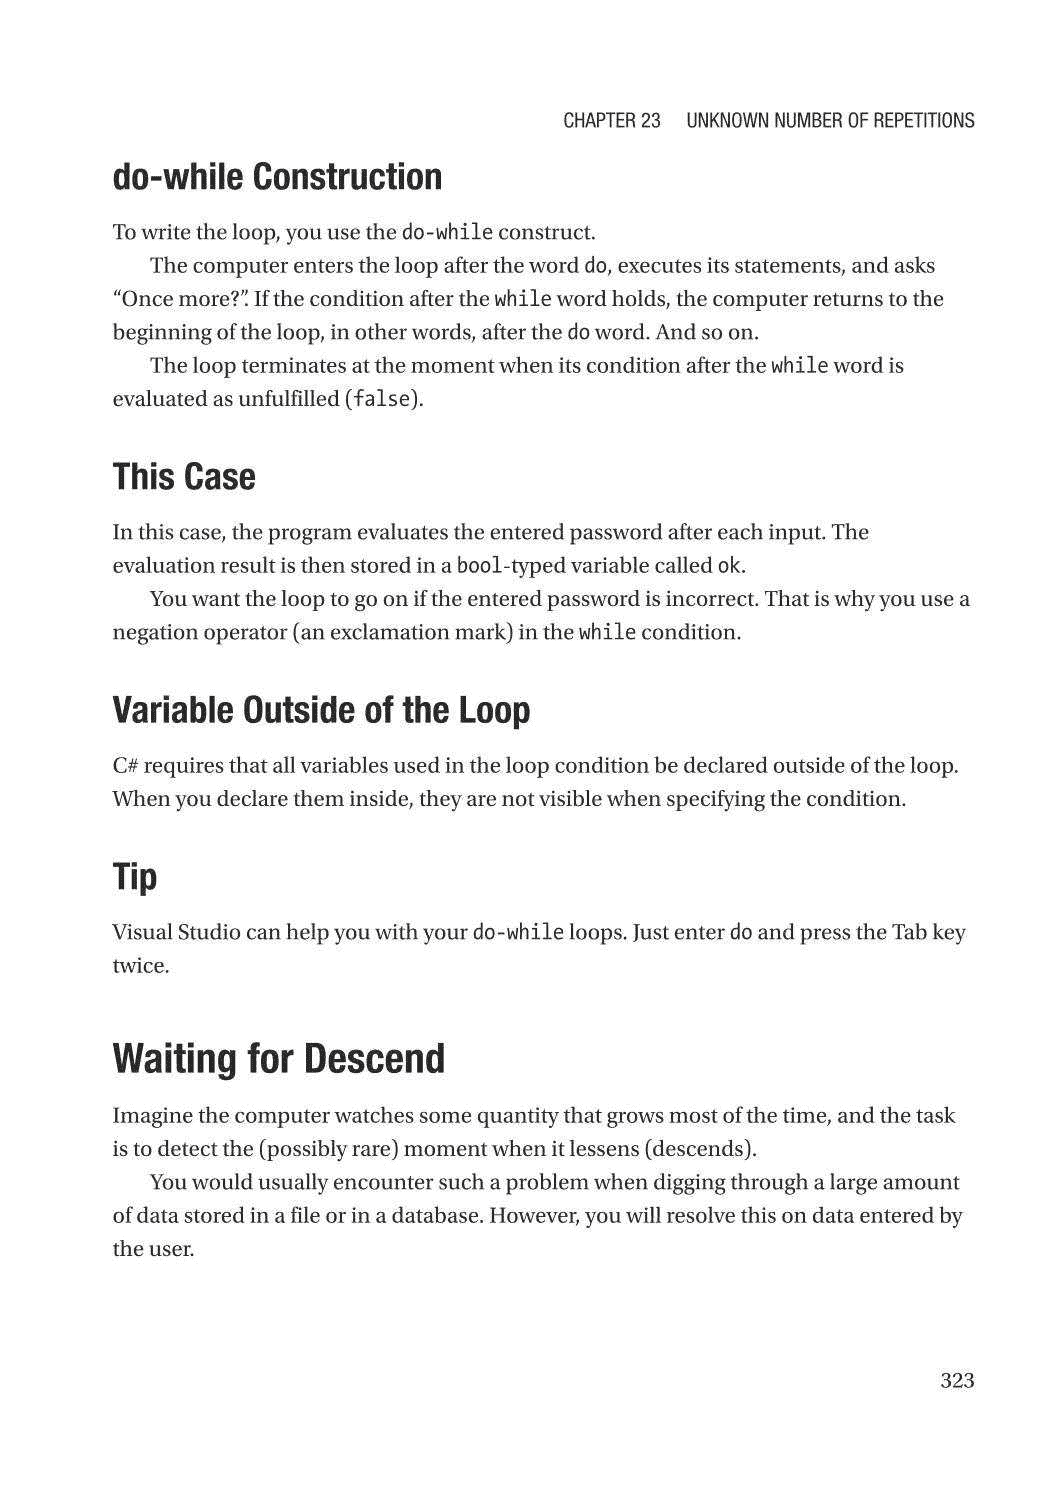 CHAPTER 23 UNKNOWN NUMBER OF REPETITIONS
do-while Construction
To write the loop, you use the do-while construct.
The computer enters the loop after the word do, executes its statements, and asks
“Once more?”. If the condition after the while word holds, the computer returns to the
beginning of the loop, in other words, after the do word. And so on.
The loop terminates at the moment when its condition after the while word is
evaluated as unfulfilled (false).
This Case
In this case, the program evaluates the entered password after each input. The
evaluation result is then stored in a bool-typed variable called ok.
You want the loop to go on if the entered password is incorrect. That is why you use a
negation operator (an exclamation mark) in the while condition.
Variable Outside of the Loop
C# requires that all variables used in the loop condition be declared outside of the loop.
When you declare them inside, they are not visible when specifying the condition.
Tip
Visual Studio can help you with your do-while loops. Just enter do and press the Tab key
twice.
Waiting for Descend
Imagine the computer watches some quantity that grows most of the time, and the task
is to detect the (possibly rare) moment when it lessens (descends).
You would usually encounter such a problem when digging through a large amount
of data stored in a file or in a database. However, you will resolve this on data entered by
the user.
323